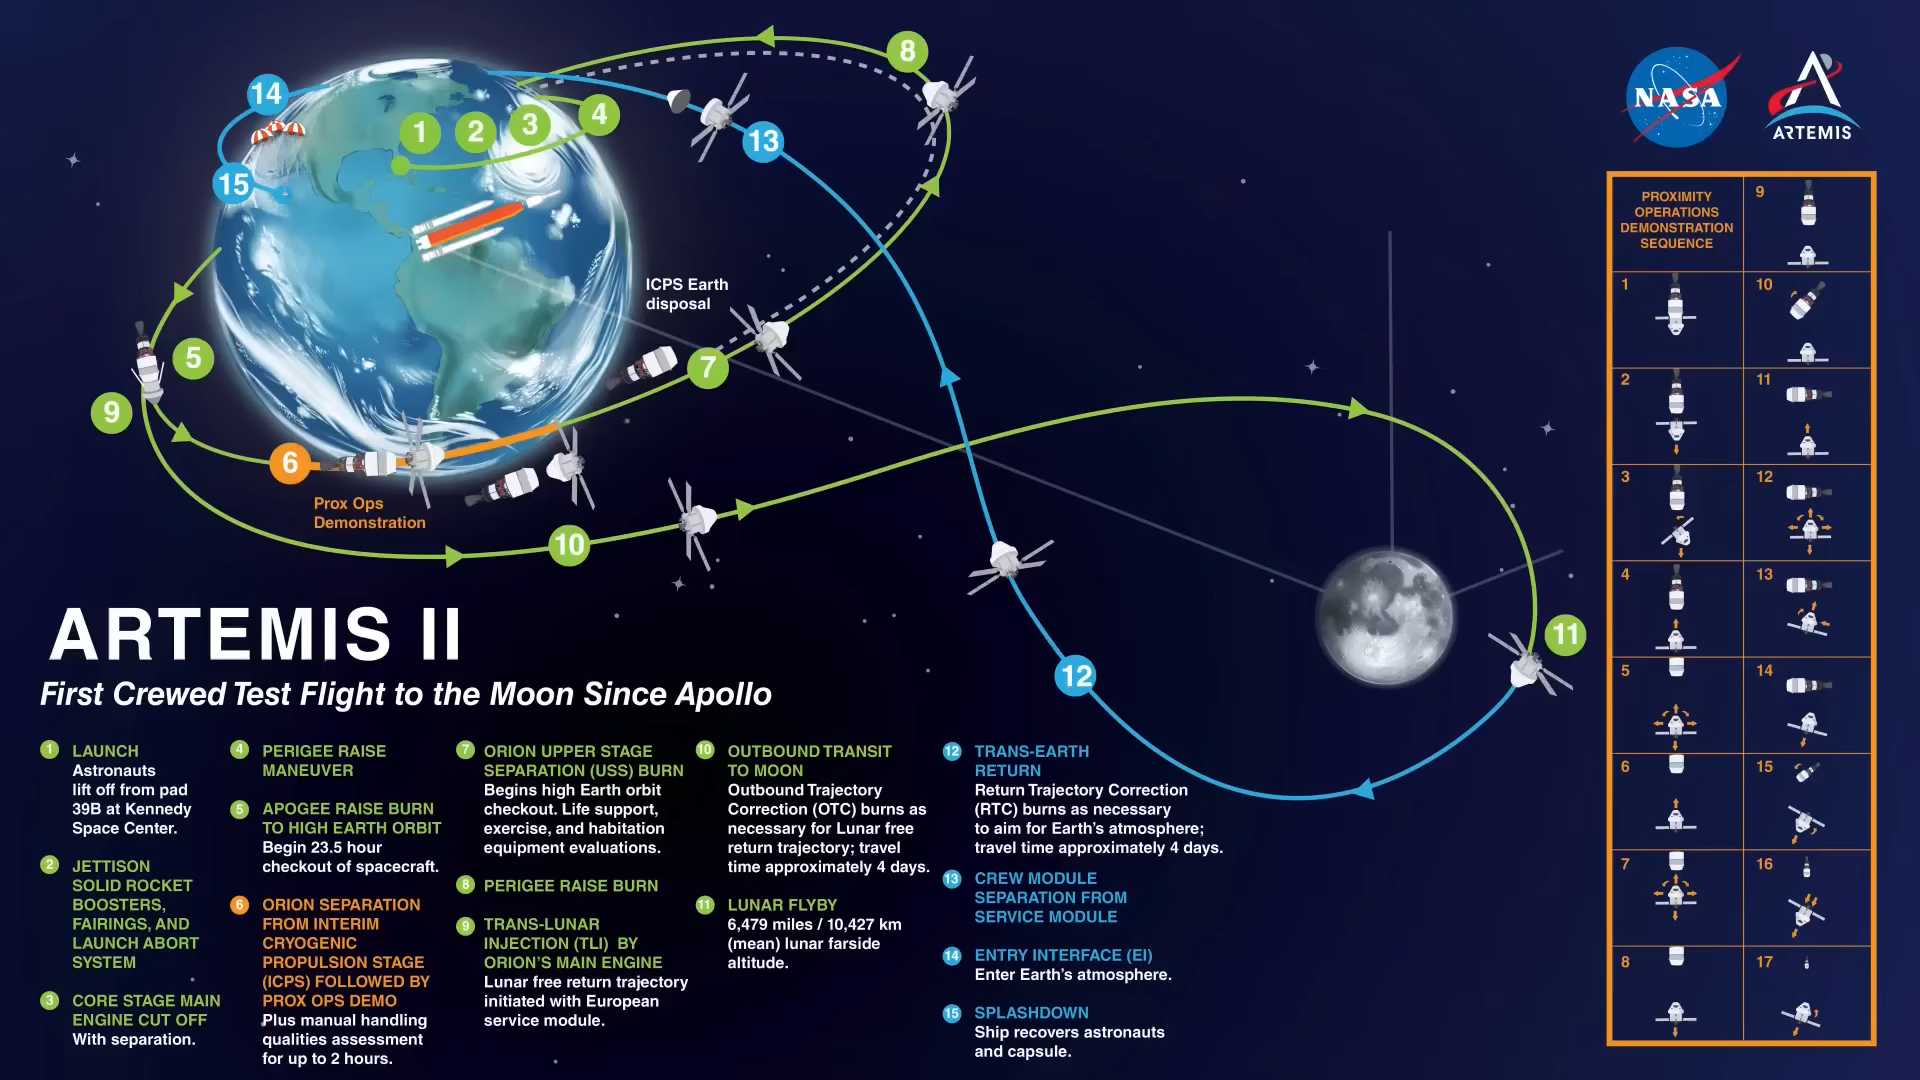 14
1
2
3
4
8
13
15
5
9
6
7
10
11
12
ICPS Earth
disposal
Prox Ops
Demonstration
NASA
ARTEMIS
ARTEMIS II
First Crewed Test Flight to the Moon Since Apollo
1 LAUNCH
Astronauts
lift off from pad
39B at Kennedy
Space Center.
2 JETTISON
SOLID ROCKET
BOOSTERS,
FAIRINGS, AND
LAUNCH ABORT
SYSTEM
3 CORE STAGE MAIN
ENGINE CUT OFF
With separation.
4 PERIGEE RAISE
MANEUVER
5 APOGEE RAISE BURN
TO HIGH EARTH ORBIT
Begin 23.5 hour
checkout of spacecraft.
6 ORION SEPARATION
FROM INTERIM
CRYOGENIC
PROPULSION STAGE
(ICPS) FOLLOWED BY
PROX OPS DEMO
Plus manual handling
qualities assessment
for up to 2 hours.
7 ORION UPPER STAGE
SEPARATION (USS) BURN
Begins high Earth orbit
checkout. Life support,
exercise, and habitation
equipment evaluations.
8 PERIGEE RAISE BURN
9 TRANS-LUNAR
INJECTION (TLI) BY
ORION'S MAIN ENGINE
Lunar free return trajectory
initiated with European
service module.
10 OUTBOUND TRANSIT
TO MOON
Outbound Trajectory
Correction (OTC) burns as
necessary for Lunar free
return trajectory; travel
time approximately 4 days.
11 LUNAR FLYBY
6,479 miles / 10,427 km
(mean) lunar farside
altitude.
12 TRANS-EARTH
RETURN
Return Trajectory Correction
(RTC) burns as necessary
to aim for Earth's atmosphere;
travel time approximately 4 days.
13 CREW MODULE
SEPARATION FROM
SERVICE MODULE
14 ENTRY INTERFACE (EI)
Enter Earth's atmosphere.
15 SPLASHDOWN
Ship recovers astronauts
and capsule.
PROXIMITY
OPERATIONS
DEMONSTRATION
SEQUENCE
1
2
3
4
5
6
7
8
9
10
11
12
13
14
15
16
17